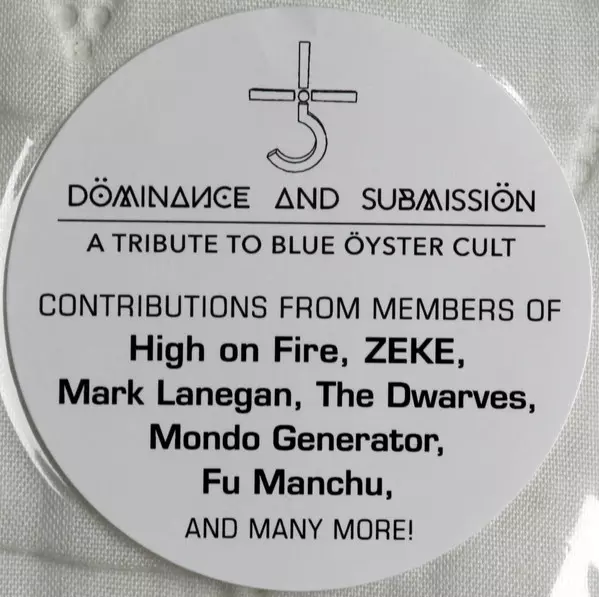 DÖMINANCE AND SUBMISSIÖN
A TRIBUTE TO BLUE ÖYSTER CULT
CONTRIBUTIONS FROM MEMBERS OF
High on Fire, ZEKE,
Mark Lanegan, The Dwarves,
Mondo Generator,
Fu Manchu,
AND MANY MORE!